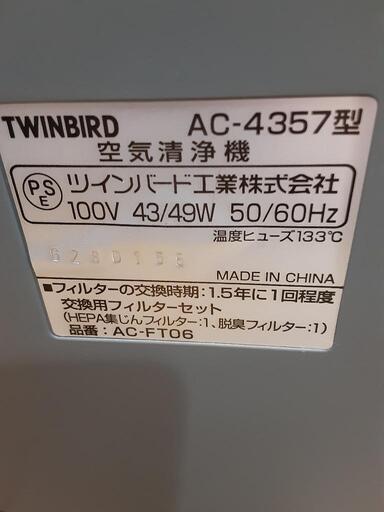 TWINBIRD AC-4357型
空気清浄機
PSE ツインバード工業株式会社
100V 43/49W 50/60Hz
温度ヒューズ133℃
MADE IN CHINA
■フィルターの交換時期:1.5年に1回程度
交換用フィルターセット
(HEPA集じんフィルター:1、脱臭フィルター:1)
品番:AC-FT06